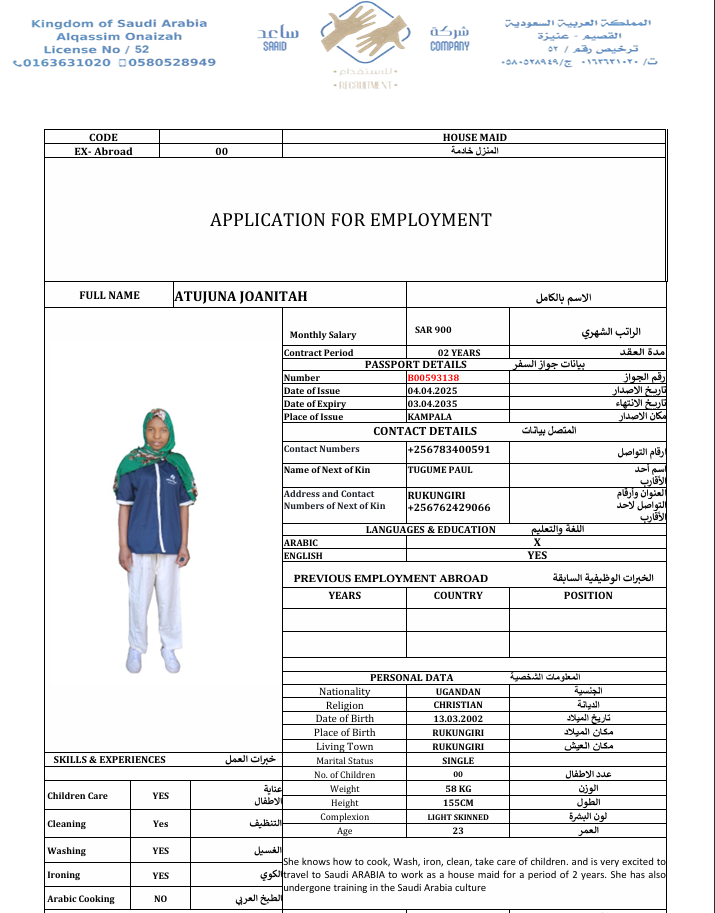 Kingdom of Saudi Arabia
Alqassim Onaizah
License No / 52
0163631020 0580528949
ساعد شركة
SAAID COMPANY
للاستقدام
RECRUITMENT
المملكة العربية السعودية
القصيم - عنيزة
ترخيص رقم / ٥٢
ت/ ٠١٦٣٦٣١٠٢٠ ج/ ٠٥٨٠٥٢٨٩٤٩
CODE HOUSE MAID
EX- Abroad 00 المنزل خادمة
APPLICATION FOR EMPLOYMENT
FULL NAME ATUJUNA JOANITAH الاسم بالكامل
Monthly Salary SAR 900 الراتب الشهري
Contract Period 02 YEARS مدة العقد
PASSPORT DETAILS بيانات جواز السفر
Number B00593138 رقم الجواز
Date of Issue 04.04.2025 تاريخ الاصدار
Date of Expiry 03.04.2035 تاريخ الانتهاء
Place of Issue KAMPALA مكان الاصدار
CONTACT DETAILS المتصل بيانات
Contact Numbers +256783400591 ارقام التواصل
Name of Next of Kin TUGUME PAUL اسم أحد
الأقارب
Address and Contact RUKUNGIRI العنوان وأرقام
Numbers of Next of Kin +256762429066 التواصل لاحد
الأقارب
LANGUAGES & EDUCATION اللغة والتعليم
ARABIC X
ENGLISH YES
PREVIOUS EMPLOYMENT ABROAD الخبرات الوظيفية السابقة
YEARS COUNTRY POSITION
PERSONAL DATA المعلومات الشخصية
Nationality UGANDAN الجنسية
Religion CHRISTIAN الديانة
Date of Birth 13.03.2002 تاريخ الميلاد
Place of Birth RUKUNGIRI مكان الميلاد
Living Town RUKUNGIRI مكان العيش
Marital Status SINGLE
No. of Children 00 عدد الاطفال
Weight 58 KG الوزن
Height 155CM الطول
Complexion LIGHT SKINNED لون البشرة
Age 23 العمر
SKILLS & EXPERIENCES خبرات العمل
Children Care YES عناية
الاطفال
Cleaning Yes التنظيف
Washing YES الغسيل
Ironing YES الكوي
Arabic Cooking NO الطبخ العربي
She knows how to cook, Wash, iron, clean, take care of children. and is very excited to
travel to Saudi ARABIA to work as a house maid for a period of 2 years. She has also
undergone training in the Saudi Arabia culture